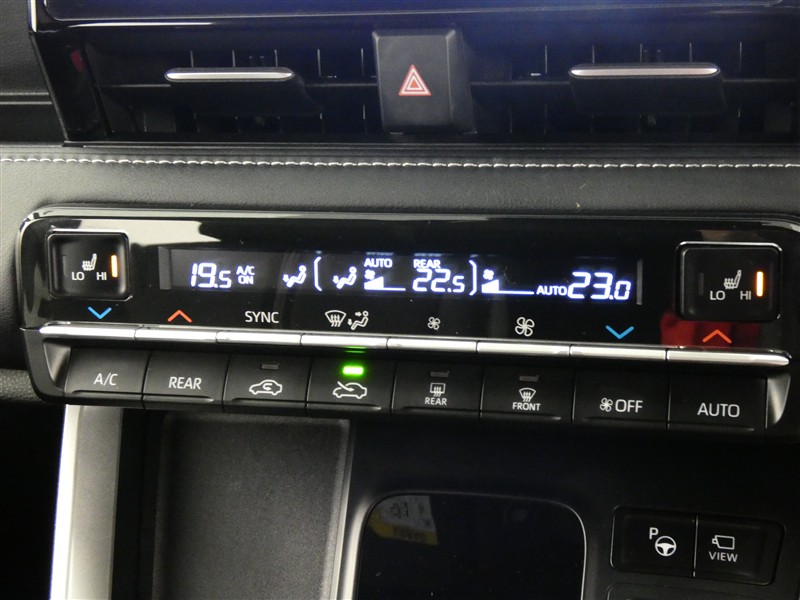 LO HI
19.5 A/C ON
AUTO
REAR 22.5
AUTO 23.0
LO HI
SYNC
A/C
REAR
REAR
FRONT
OFF
AUTO
P
VIEW